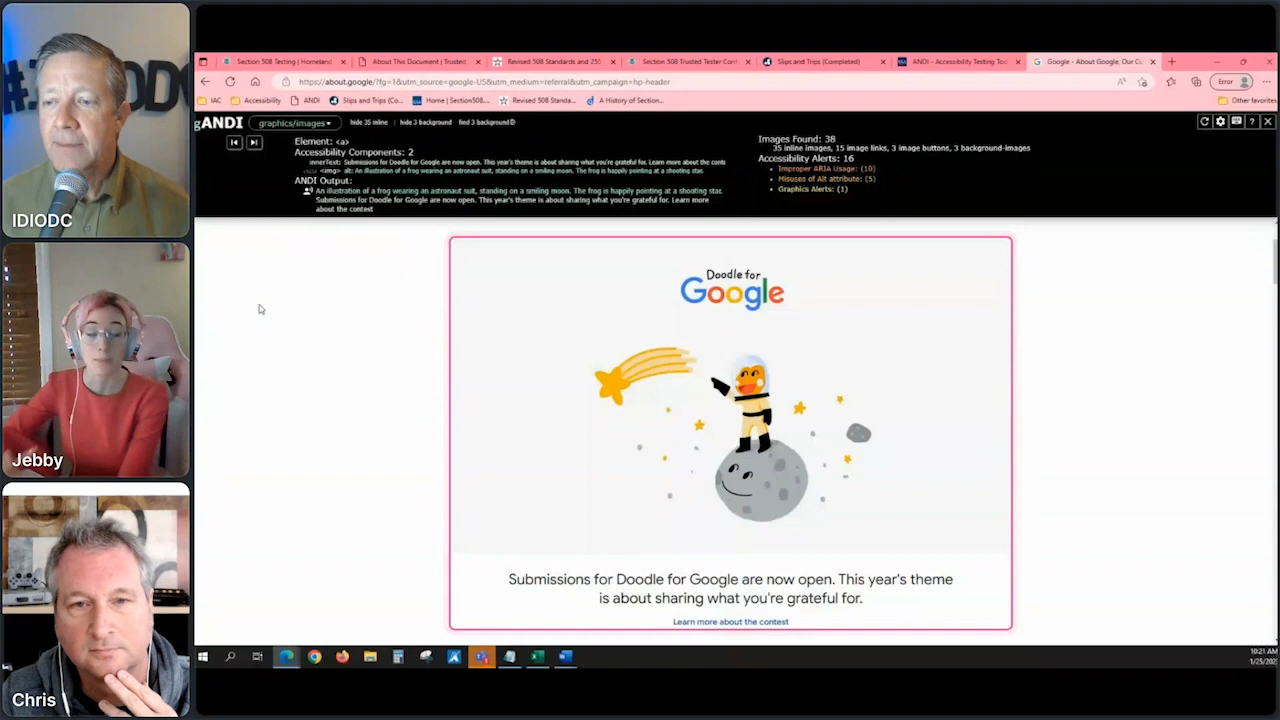 IDIODC
Jebby
Chris
Section 508 Testing | Homeland
About This Document | Trusted
Revised 508 Standards and 255
Section 508 Trusted Tester Conf
Slips and Trips (Completed)
ANDI - Accessibility Testing Too
Google - About Google, Our Cu
https://about.google/?fg=1&utm_source=google-US&utm_medium=referral&utm_campaign=hp-header
Error
IAC
Accessibility
ANDI
Slips and Trips (Co...
Home | Section508....
Revised 508 Standa...
A History of Section...
Other favorites
gANDI
graphics/images
hide 35 inline
hide 3 background
find 3 background
Element: <a>
Accessibility Components: 2
innerText: Submissions for Doodle for Google are now open. This year's theme is about sharing what you're grateful for. Learn more about the cont
child <img> alt: An illustration of a frog wearing an astronaut suit, standing on a smiling moon. The frog is happily pointing at a shooting star.
ANDI Output:
An illustration of a frog wearing an astronaut suit, standing on a smiling moon. The frog is happily pointing at a shooting star.
Submissions for Doodle for Google are now open. This year's theme is about sharing what you're grateful for. Learn more
about the contest
Images Found: 38
35 inline images, 15 image links, 3 image buttons, 3 background-images
Accessibility Alerts: 16
Improper ARIA Usage: (10)
Misuses of Alt attribute: (5)
Graphics Alerts: (1)
Doodle for
Google
Submissions for Doodle for Google are now open. This year's theme
is about sharing what you're grateful for.
Learn more about the contest
10:21 AM